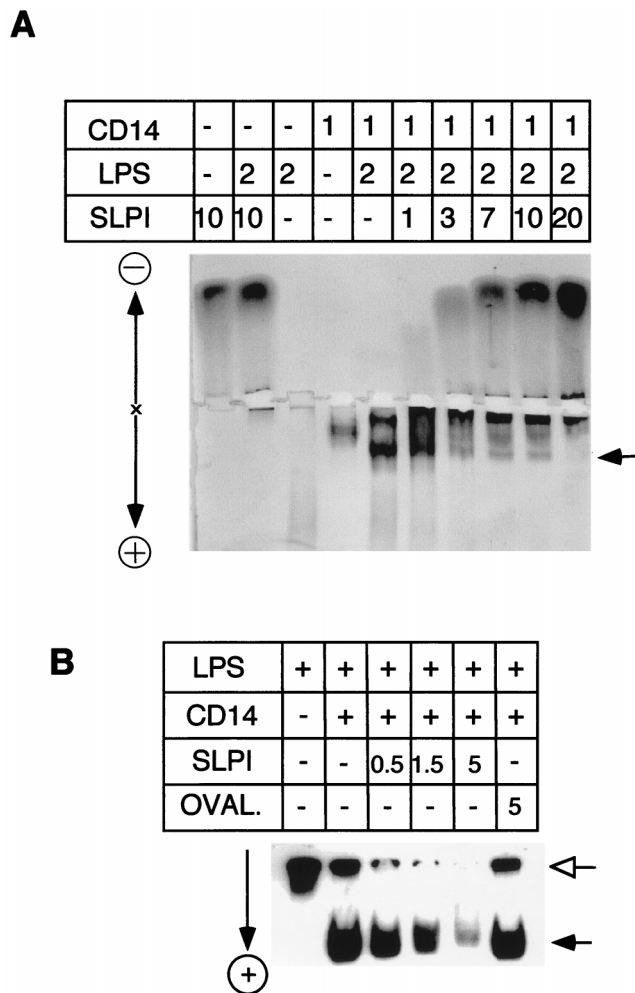 A
CD14 - - - 1 1 1 1 1 1 1
LPS - 2 2 - 2 2 2 2 2 2
SLPI 10 10 - - - 1 3 7 10 20
−
x
+
B
LPS + + + + + +
CD14 - + + + + +
SLPI - - 0.5 1.5 5 -
OVAL. - - - - - 5
+